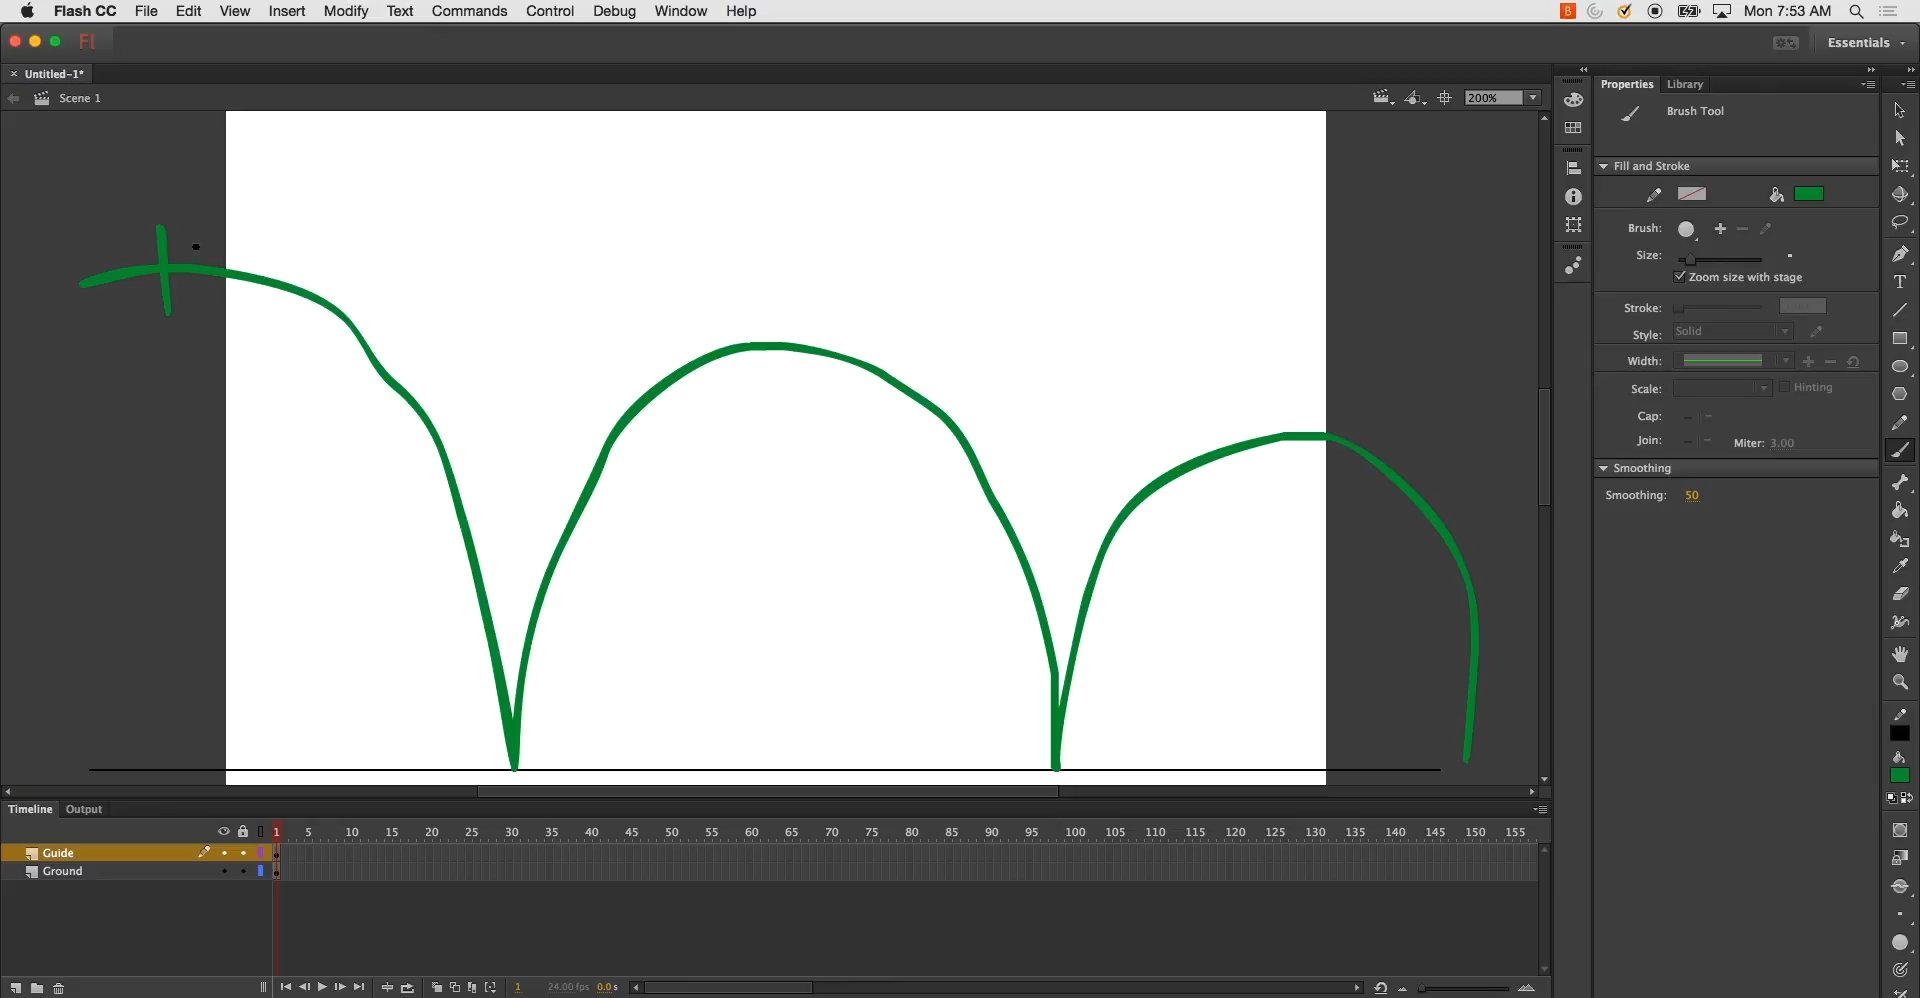 Flash CC File Edit View Insert Modify Text Commands Control Debug Window Help
B Mon 7:53 AM
Fl Essentials
× Untitled-1*
Scene 1 200%
Properties Library
Brush Tool
Fill and Stroke
Brush:
Size:
Zoom size with stage
Stroke:
Style: Solid
Width:
Scale: Hinting
Cap:
Join: Miter: 3.00
Smoothing
Smoothing: 50
T
Timeline Output
1 5 10 15 20 25 30 35 40 45 50 55 60 65 70 75 80 85 90 95 100 105 110 115 120 125 130 135 140 145 150 155
Guide
Ground
1 24.00 fps 0.0 s